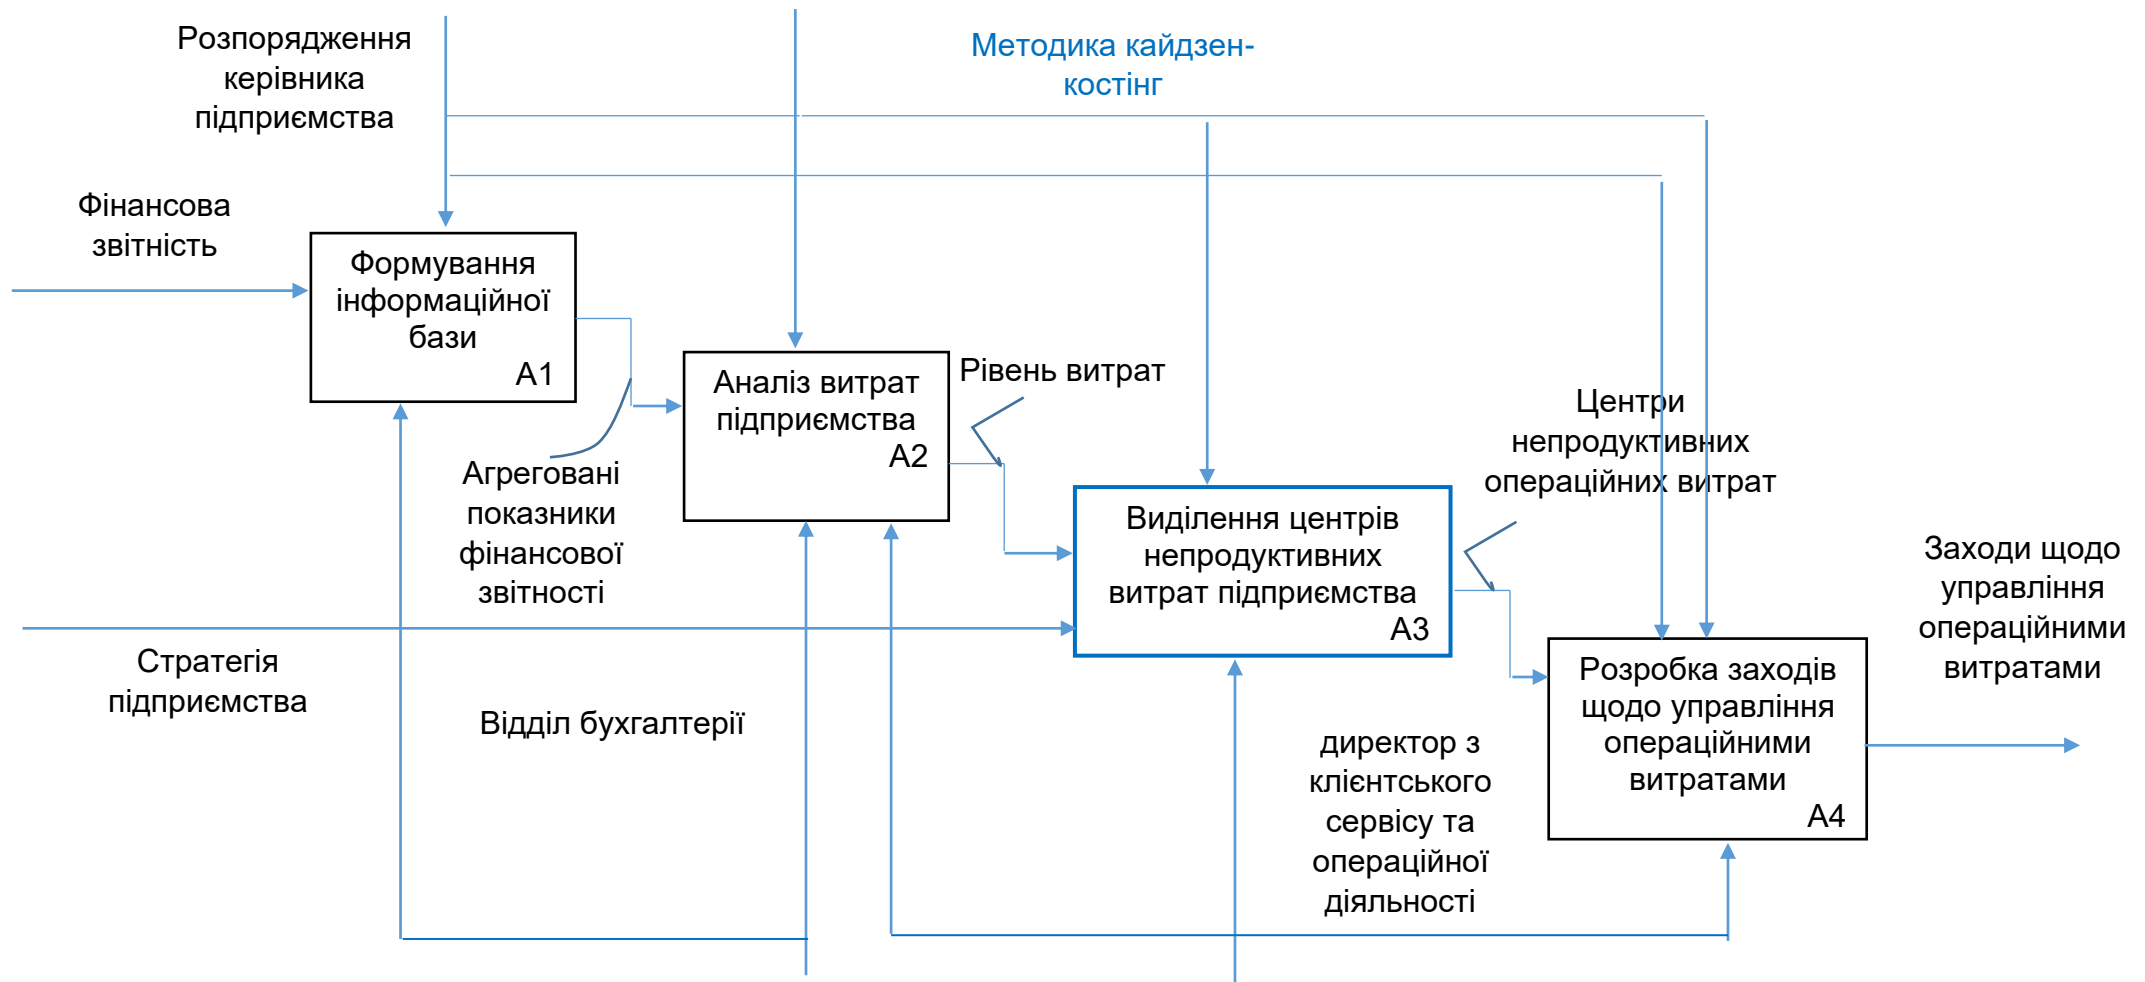 Розпорядження
керівника
підприємства
Методика кайдзен-
костінг
Фінансова
звітність
Формування
інформаційної
бази
А1
Аналіз витрат
підприємства
А2
Рівень витрат
Агреговані
показники
фінансової
звітності
Центри
непродуктивних
операційних витрат
Виділення центрів
непродуктивних
витрат підприємства
А3
Заходи щодо
управління
операційними
витратами
Стратегія
підприємства
Відділ бухгалтерії
директор з
клієнтського
сервісу та
операційної
діяльності
Розробка заходів
щодо управління
операційними
витратами
А4